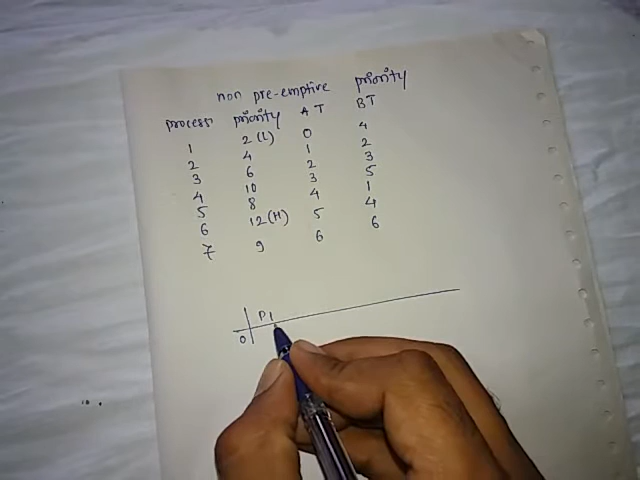 non pre-emptive priority
process priority AT BT
1 2(L) 0 4
2 4 1 2
3 6 2 3
4 10 3 5
5 8 4 1
6 12(H) 5 4
7 9 6 6
P1
0